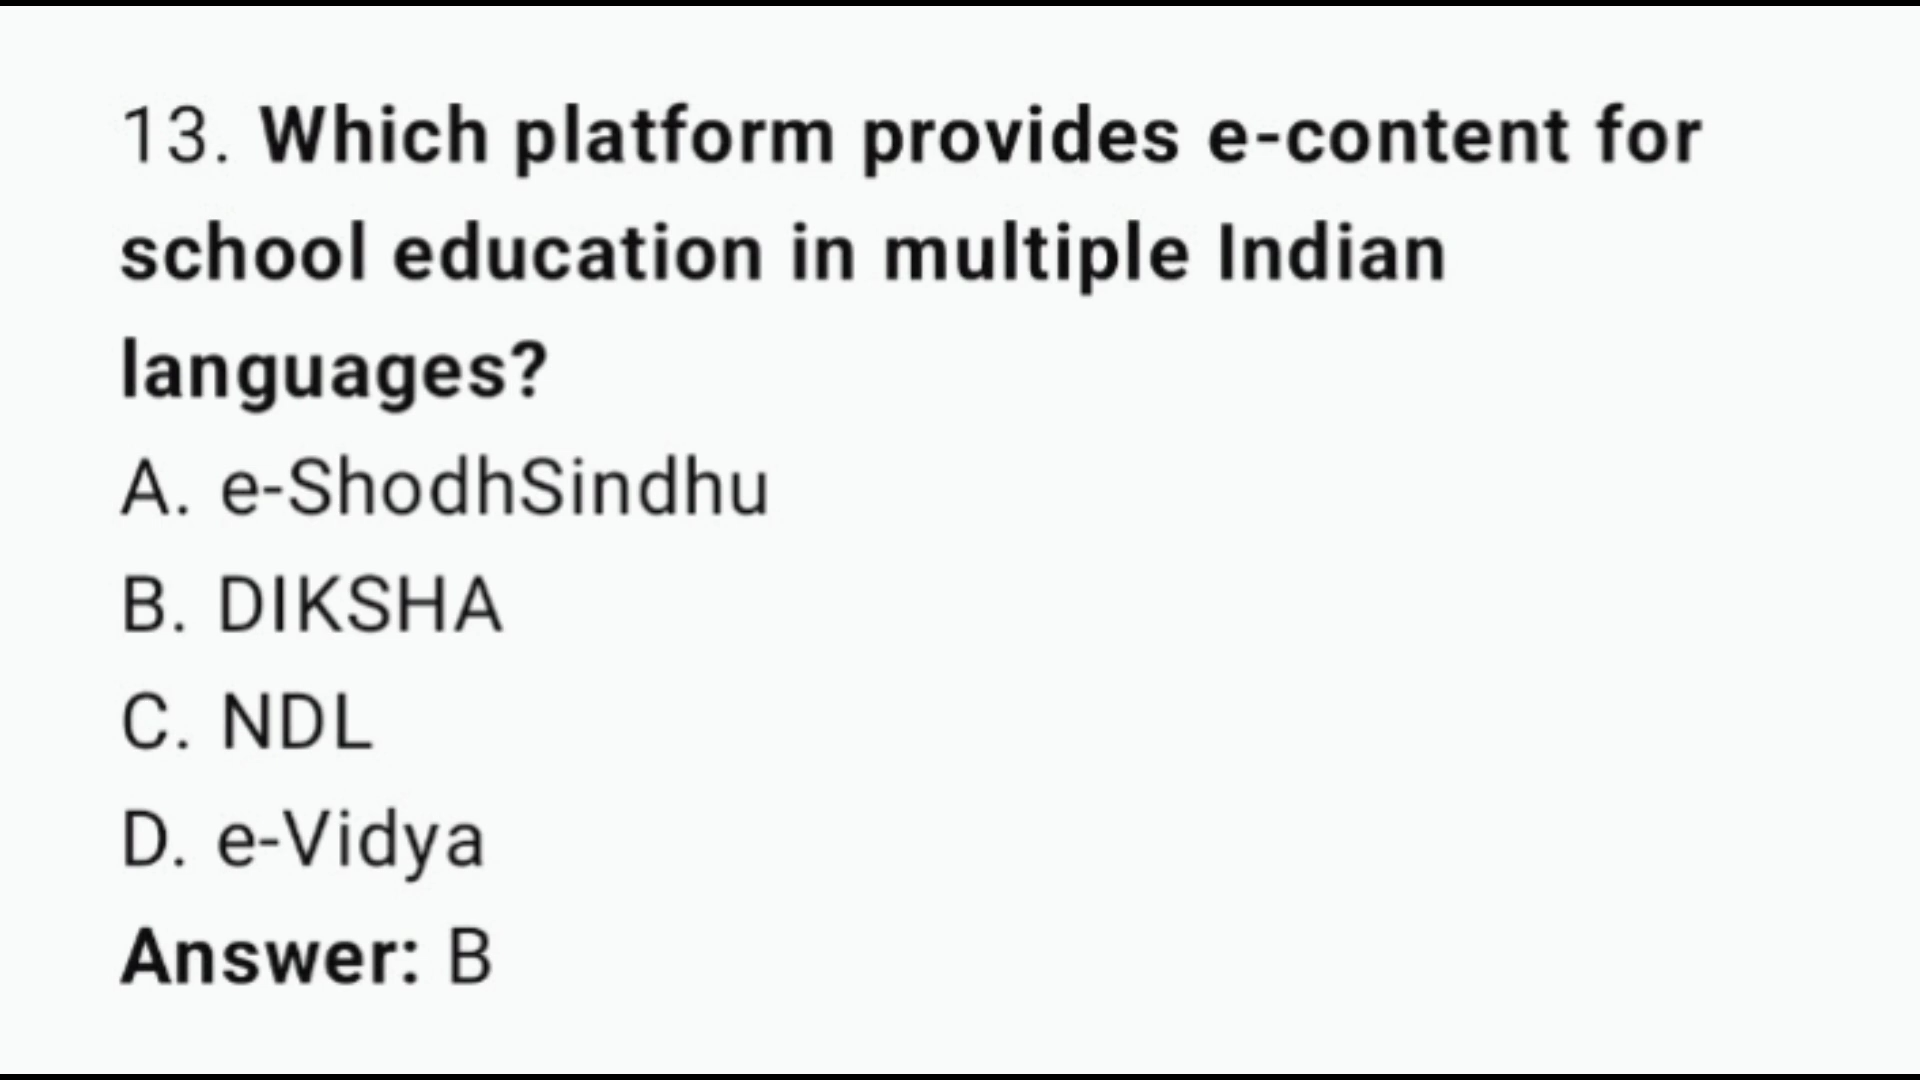 13. Which platform provides e-content for
school education in multiple Indian
languages?
A. e-ShodhSindhu
B. DIKSHA
C. NDL
D. e-Vidya
Answer: B